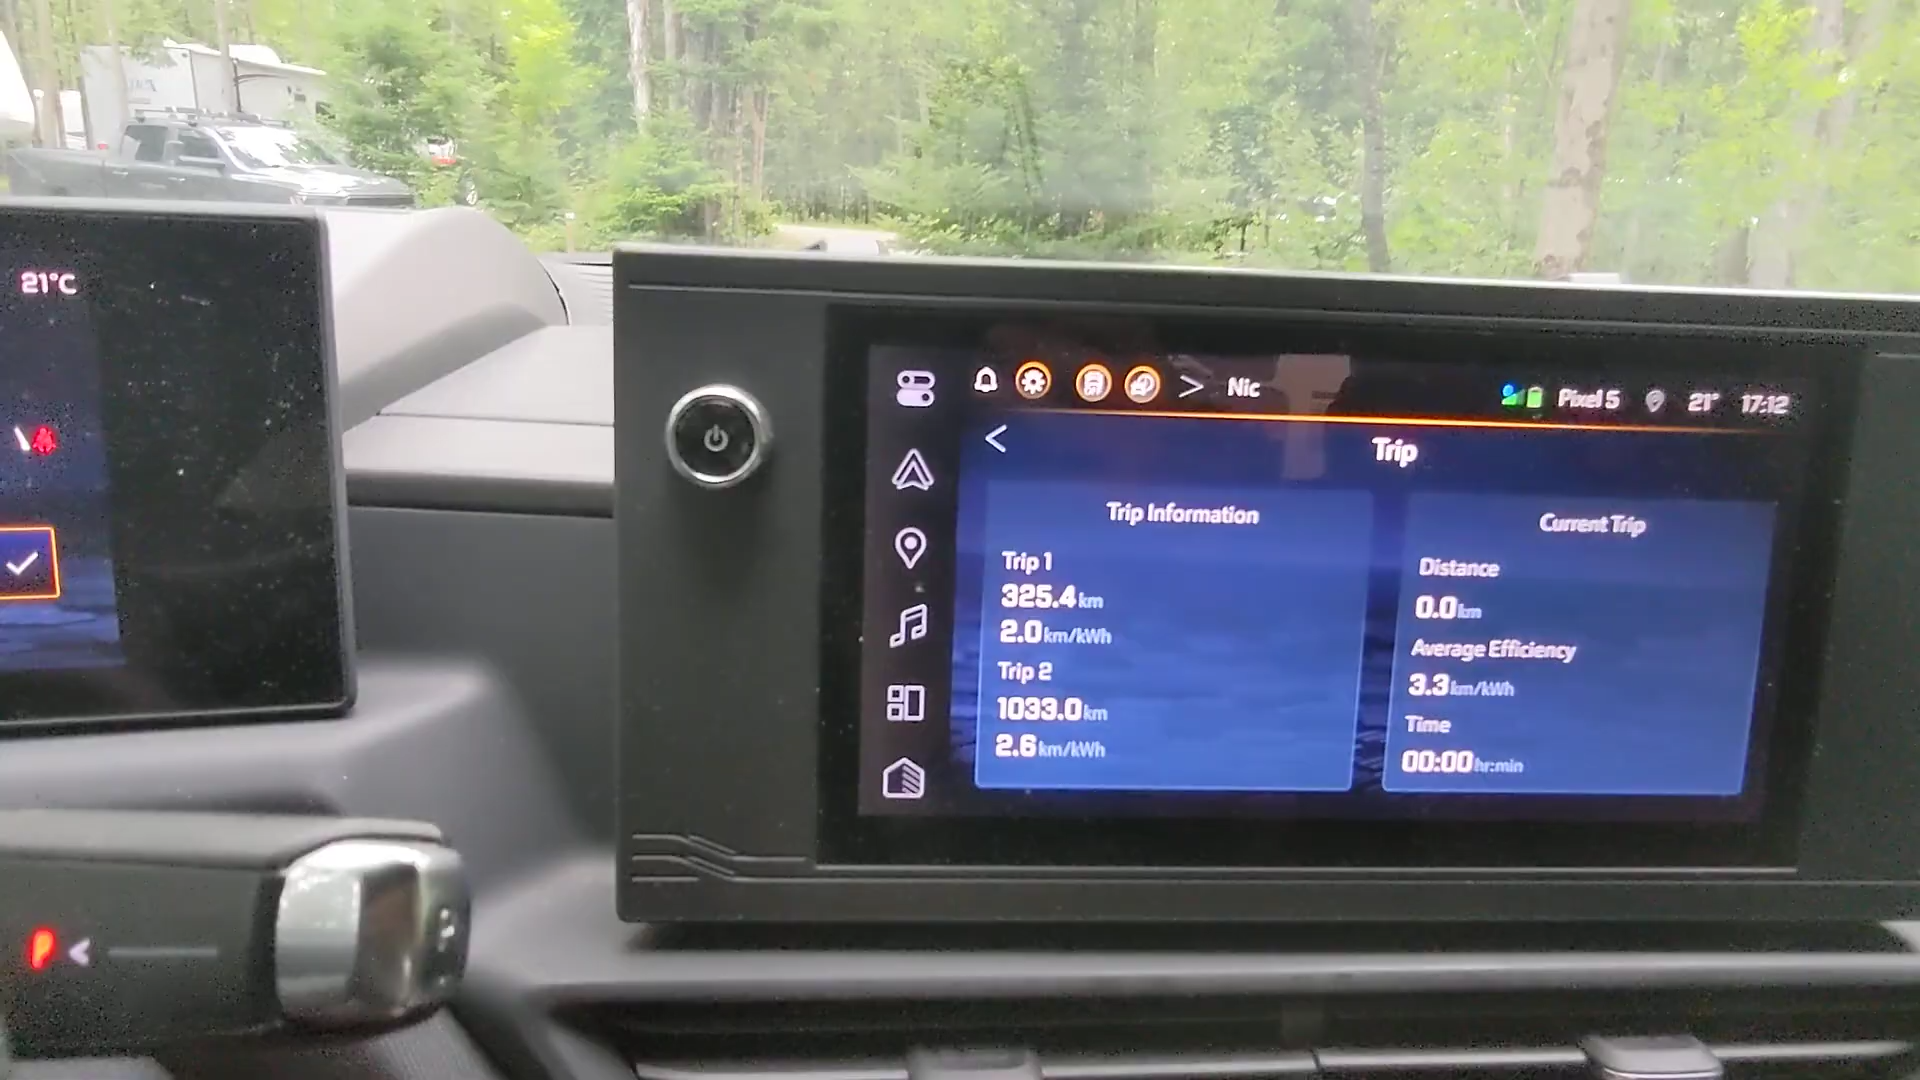 21°C
Nic
Pixel 5
21°
17:12
Trip
Trip Information
Trip 1
325.4 km
2.0 km/kWh
Trip 2
1033.0 km
2.6 km/kWh
Current Trip
Distance
0.0 km
Average Efficiency
3.3 km/kWh
Time
00:00 hr:min
P